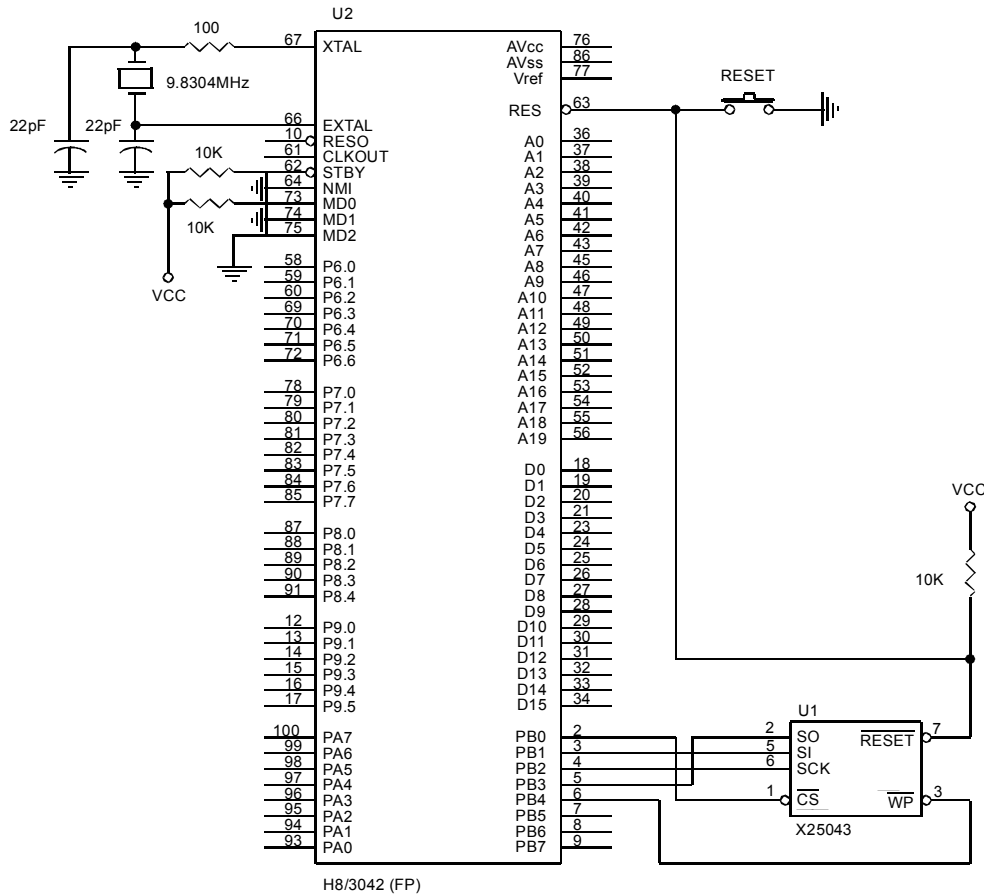 U2
100
67 XTAL
9.8304MHz
22pF
22pF
66 EXTAL
10 RESO
61 CLKOUT
10K
62 STBY
64 NMI
73 MD0
74 MD1
10K
75 MD2
VCC
58 P6.0
59 P6.1
60 P6.2
69 P6.3
70 P6.4
71 P6.5
72 P6.6
78 P7.0
79 P7.1
80 P7.2
81 P7.3
82 P7.4
83 P7.5
84 P7.6
85 P7.7
87 P8.0
88 P8.1
89 P8.2
90 P8.3
91 P8.4
12 P9.0
13 P9.1
14 P9.2
15 P9.3
16 P9.4
17 P9.5
100 PA7
99 PA6
98 PA5
97 PA4
96 PA3
95 PA2
94 PA1
93 PA0
AVcc 76
AVss 86
Vref 77
RES 63
RESET
A0 36
A1 37
A2 38
A3 39
A4 40
A5 41
A6 42
A7 43
A8 45
A9 46
A10 47
A11 48
A12 49
A13 50
A14 51
A15 52
A16 53
A17 54
A18 55
A19 56
D0 18
D1 19
D2 20
D3 21
D4 23
D5 24
D6 25
D7 26
D8 27
D9 28
D10 29
D11 30
D12 31
D13 32
D14 33
D15 34
PB0 2
PB1 3
PB2 4
PB3 5
PB4 6
PB5 7
PB6 8
PB7 9
H8/3042 (FP)
VCC
10K
U1
2 SO
5 SI
6 SCK
1 CS
RESET 7
WP 3
X25043